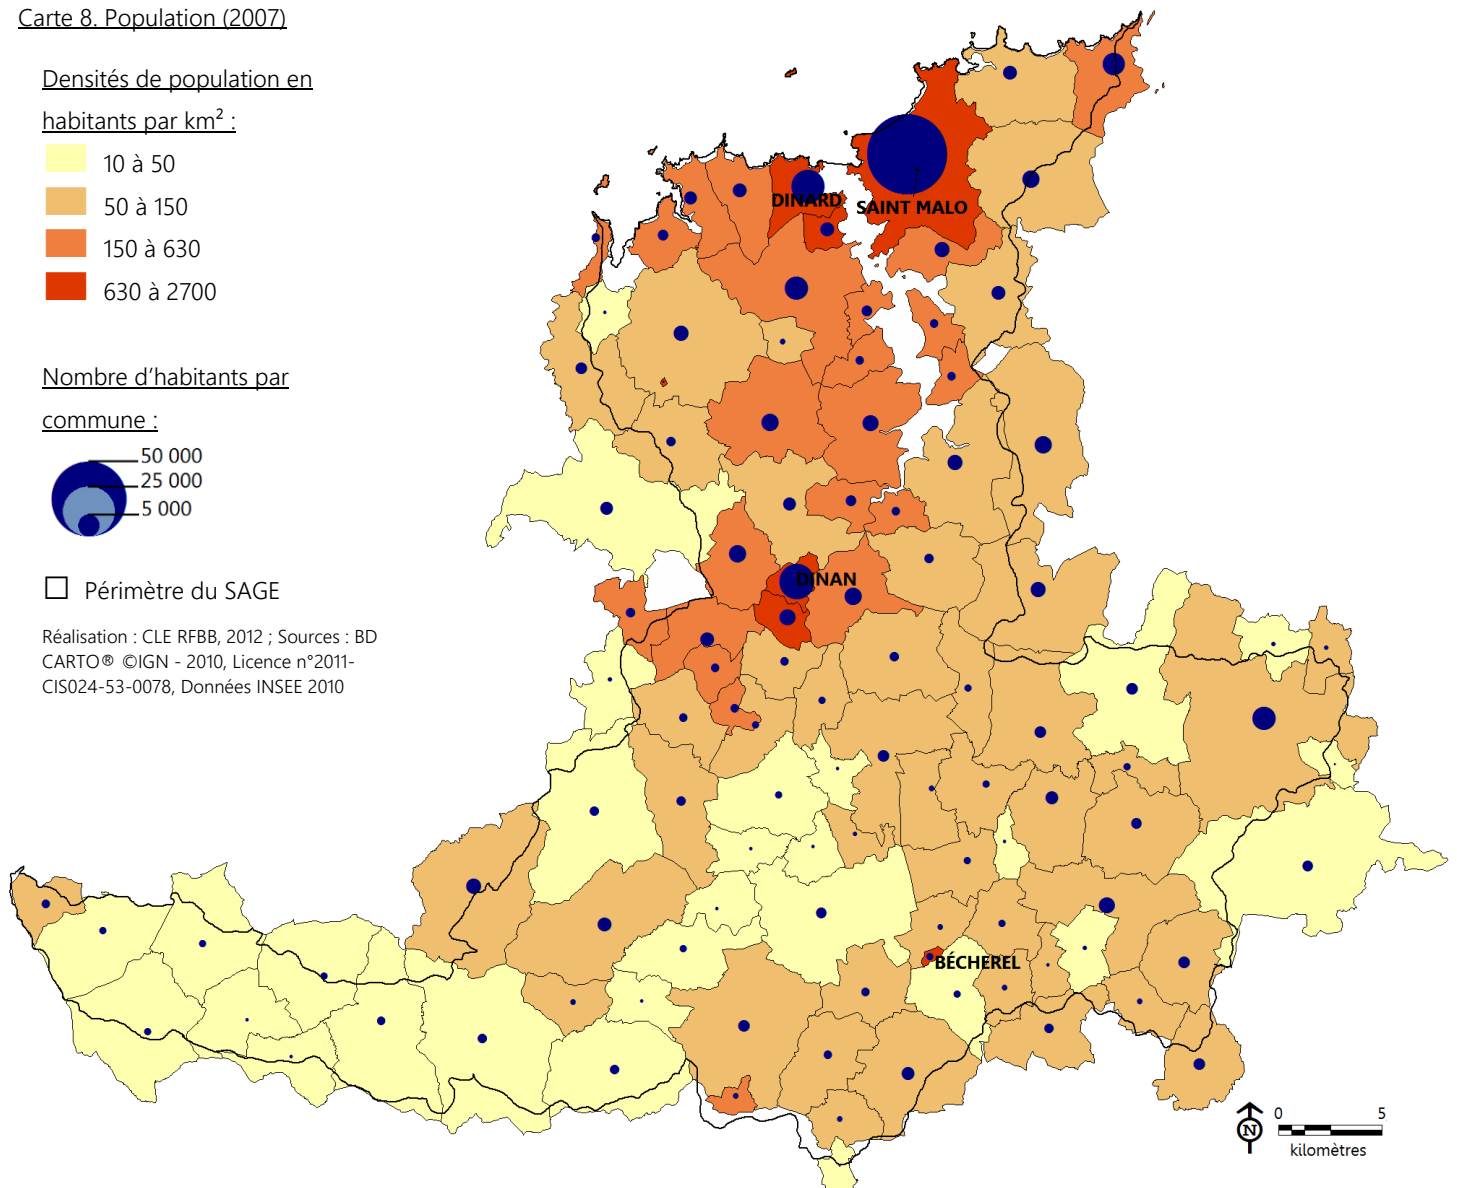 Carte 8. Population (2007)
Densités de population en
habitants par km² :
10 à 50
50 à 150
150 à 630
630 à 2700
Nombre d'habitants par
commune :
50 000
25 000
5 000
Périmètre du SAGE
Réalisation : CLE RFBB, 2012 ; Sources : BD
CARTO® ©IGN - 2010, Licence n°2011-
CIS024-53-0078, Données INSEE 2010
DINARD
SAINT MALO
DINAN
BÉCHEREL
N
0 5
kilomètres